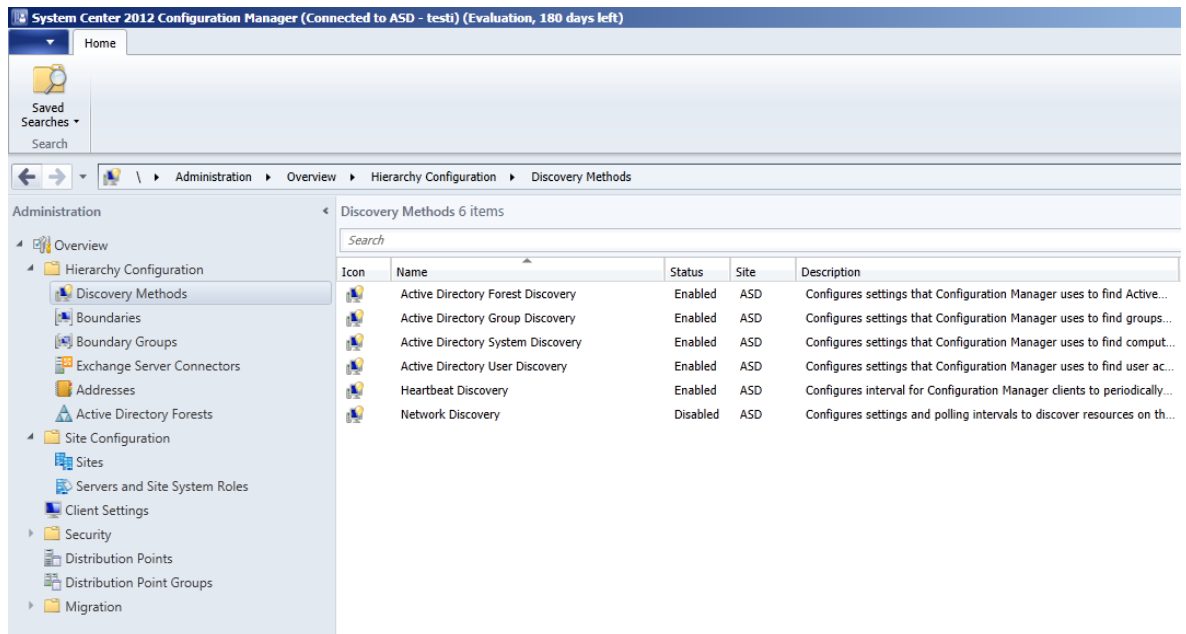 System Center 2012 Configuration Manager (Connected to ASD - testi) (Evaluation, 180 days left)
Home
Saved
Searches
Search
\ Administration Overview Hierarchy Configuration Discovery Methods
Administration
Overview
Hierarchy Configuration
Discovery Methods
Boundaries
Boundary Groups
Exchange Server Connectors
Addresses
Active Directory Forests
Site Configuration
Sites
Servers and Site System Roles
Client Settings
Security
Distribution Points
Distribution Point Groups
Migration
Discovery Methods 6 items
Search
Icon Name Status Site Description
Active Directory Forest Discovery Enabled ASD Configures settings that Configuration Manager uses to find Active...
Active Directory Group Discovery Enabled ASD Configures settings that Configuration Manager uses to find groups...
Active Directory System Discovery Enabled ASD Configures settings that Configuration Manager uses to find comput...
Active Directory User Discovery Enabled ASD Configures settings that Configuration Manager uses to find user ac...
Heartbeat Discovery Enabled ASD Configures interval for Configuration Manager clients to periodically...
Network Discovery Disabled ASD Configures settings and polling intervals to discover resources on th...